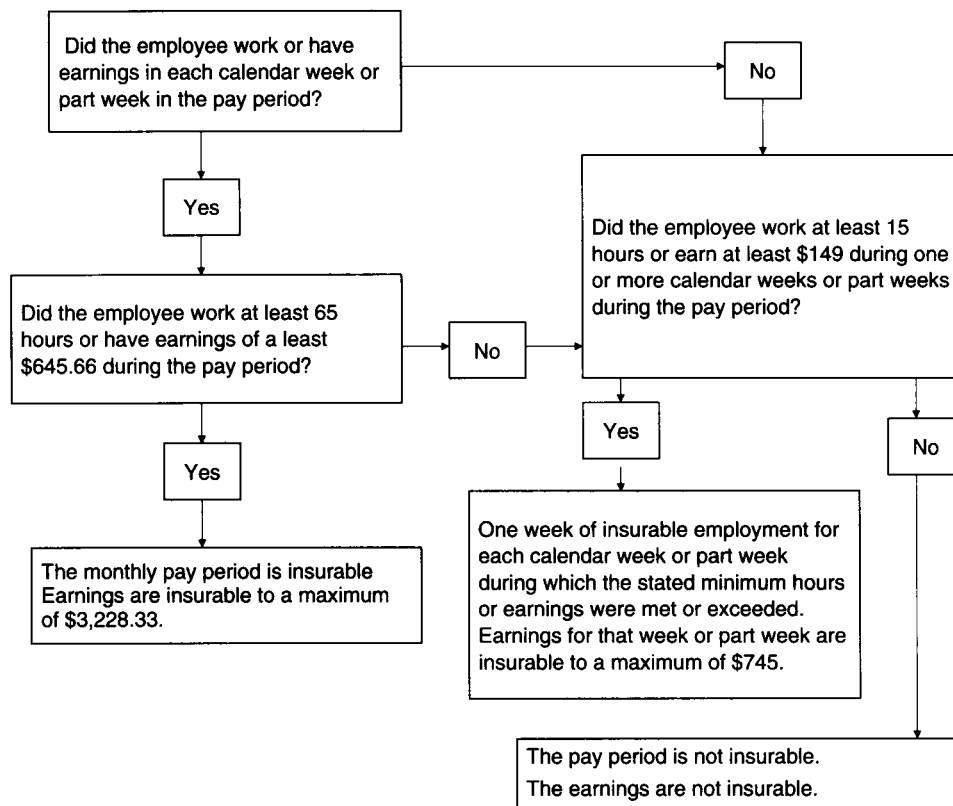 Did the employee work or have
earnings in each calendar week or
part week in the pay period?
No
Yes
Did the employee work at least 15
hours or earn at least $149 during one
or more calendar weeks or part weeks
during the pay period?
Did the employee work at least 65
hours or have earnings of a least
$645.66 during the pay period?
No
Yes
Yes
No
One week of insurable employment for
each calendar week or part week
during which the stated minimum hours
or earnings were met or exceeded.
Earnings for that week or part week are
insurable to a maximum of $745.
The monthly pay period is insurable
Earnings are insurable to a maximum
of $3,228.33.
The pay period is not insurable.
The earnings are not insurable.